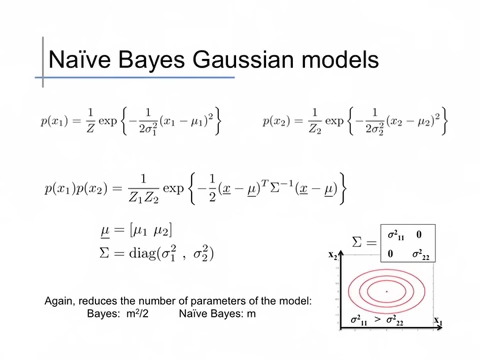 Naïve Bayes Gaussian models
p(x₁) = 1/Z exp{−1/2σ₁²(x₁ − μ₁)²}    p(x₂) = 1/Z₂ exp{−1/2σ₂²(x₂ − μ₂)²}
p(x₁)p(x₂) = 1/Z₁Z₂ exp{−1/2(x − μ)ᵀΣ⁻¹(x − μ)}
μ = [μ₁ μ₂]
Σ = diag(σ₁² , σ₂²)
Σ = σ²₁₁ 0
0 σ²₂₂
x₂
σ²₁₁ > σ²₂₂
x₁
Again, reduces the number of parameters of the model:
Bayes: m²/2    Naïve Bayes: m